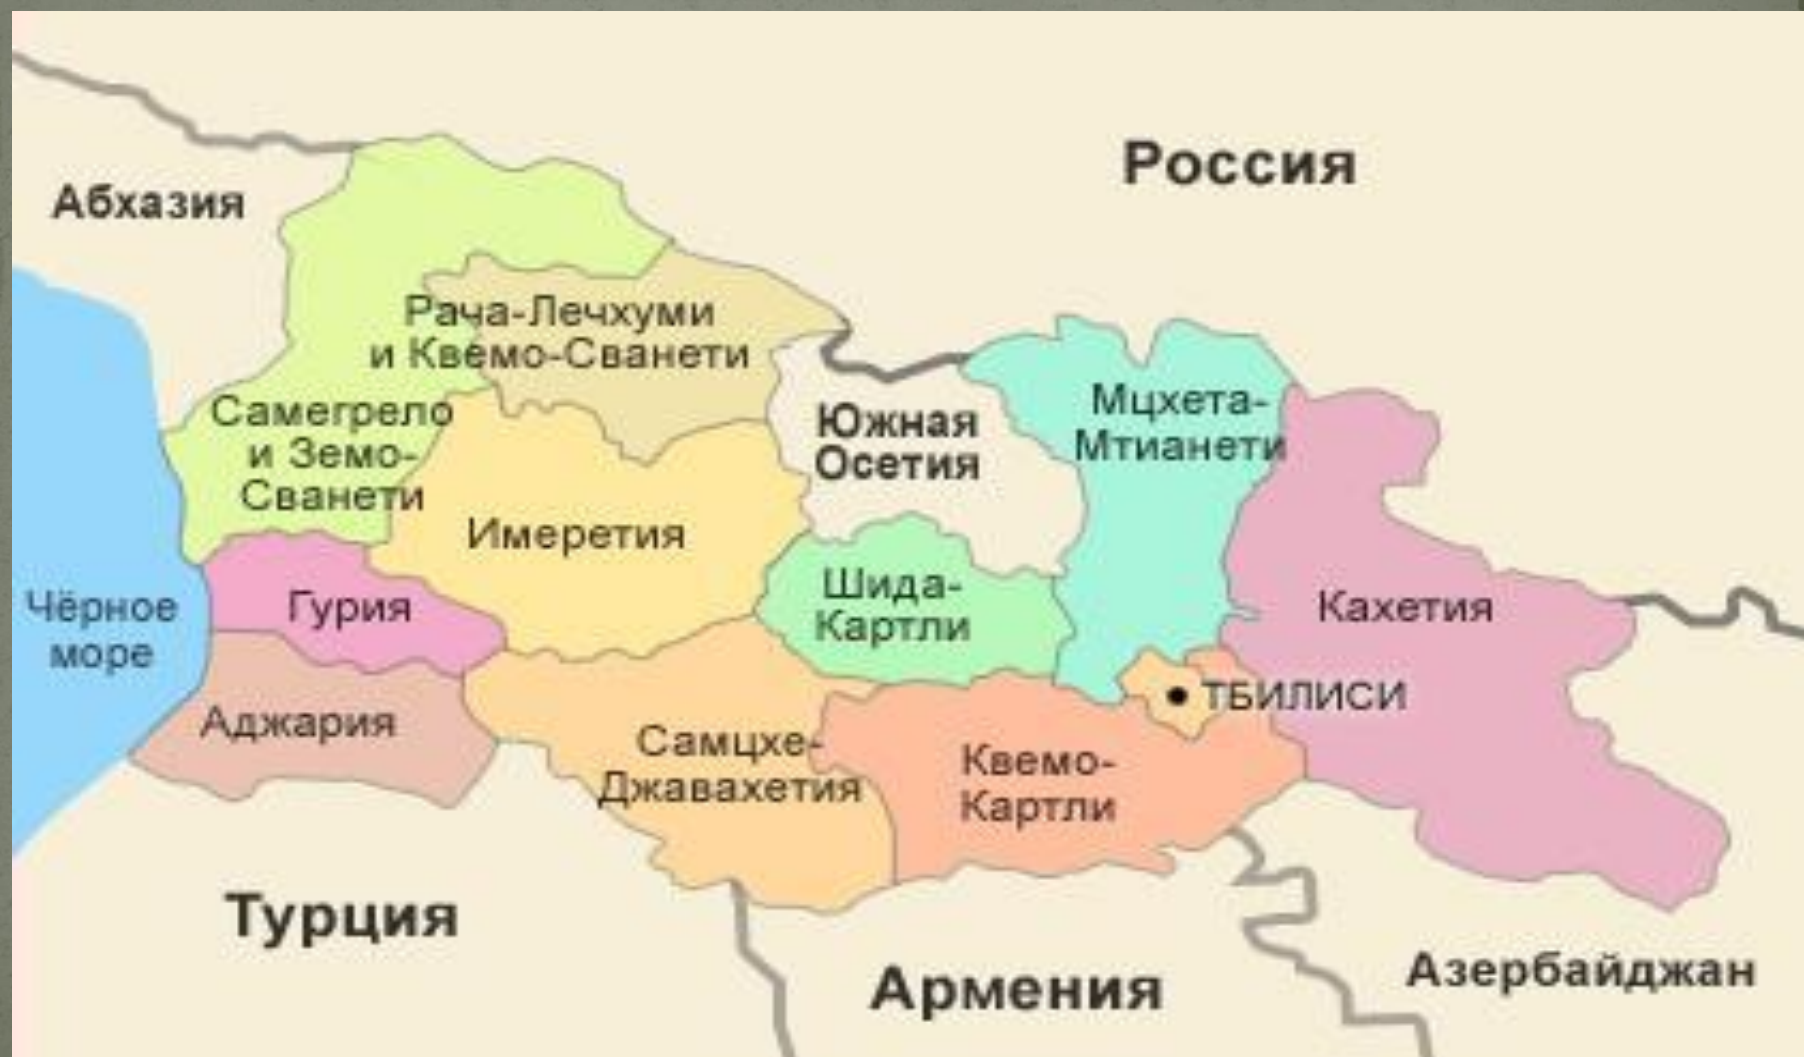 Россия
Абхазия
Рача-Лечхуми
и Квемо-Сванети
Самегрело
и Земо-
Сванети
Южная
Осетия
Мцхета-
Мтианети
Имеретия
Шида-
Картли
Кахетия
Чёрное
море
Гурия
ТБИЛИСИ
Аджария
Самцхе-
Джавахетия
Квемо-
Картли
Турция
Армения
Азербайджан